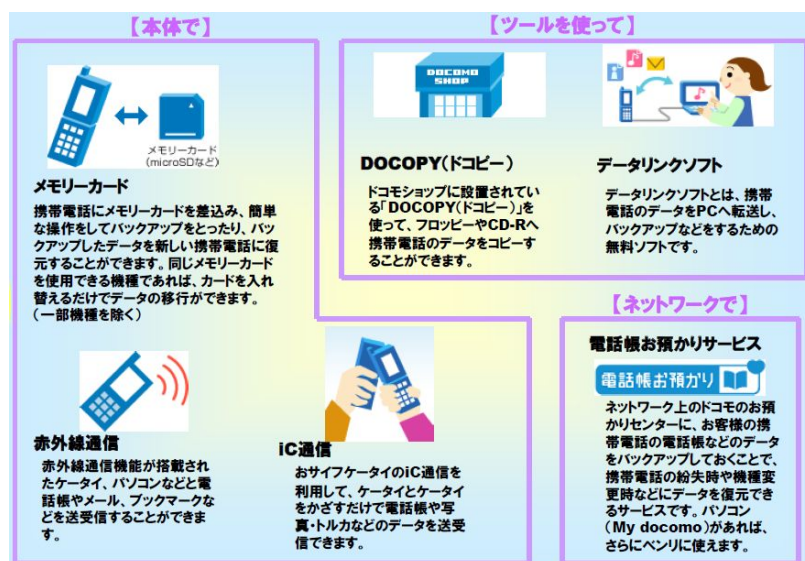 【本体で】
メモリーカード
(microSDなど)
メモリーカード
携帯電話にメモリーカードを差込み、簡単
な操作をしてバックアップをとったり、バッ
クアップしたデータを新しい携帯電話に復
元することができます。同じメモリーカード
を使用できる機種であれば、カードを入れ
替えるだけでデータの移行ができます。
(一部機種を除く)
赤外線通信
赤外線通信機能が搭載され
たケータイ、パソコンなどと電
話帳やメール、ブックマークな
どを送受信することができま
す。
iC通信
おサイフケータイのiC通信を
利用して、ケータイとケータイ
をかざすだけで電話帳や写
真・トルカなどのデータを送受
信できます。
【ツールを使って】
DOCOMO
SHOP
DOCOPY(ドコピー)
ドコモショップに設置されてい
る「DOCOPY(ドコピー)」を
使って、フロッピーやCD-Rへ
携帯電話のデータをコピーす
ることができます。
データリンクソフト
データリンクソフトとは、携帯
電話のデータをPCへ転送し、
バックアップなどをするための
無料ソフトです。
【ネットワークで】
電話帳お預かりサービス
電話帳お預かり
ネットワーク上のドコモのお預
かりセンターに、お客様の携
帯電話の電話帳などのデータ
をバックアップしておくことで、
携帯電話の紛失時や機種変
更時などにデータを復元でき
るサービスです。パソコン
(My docomo)があれば、
さらにベンリに使えます。